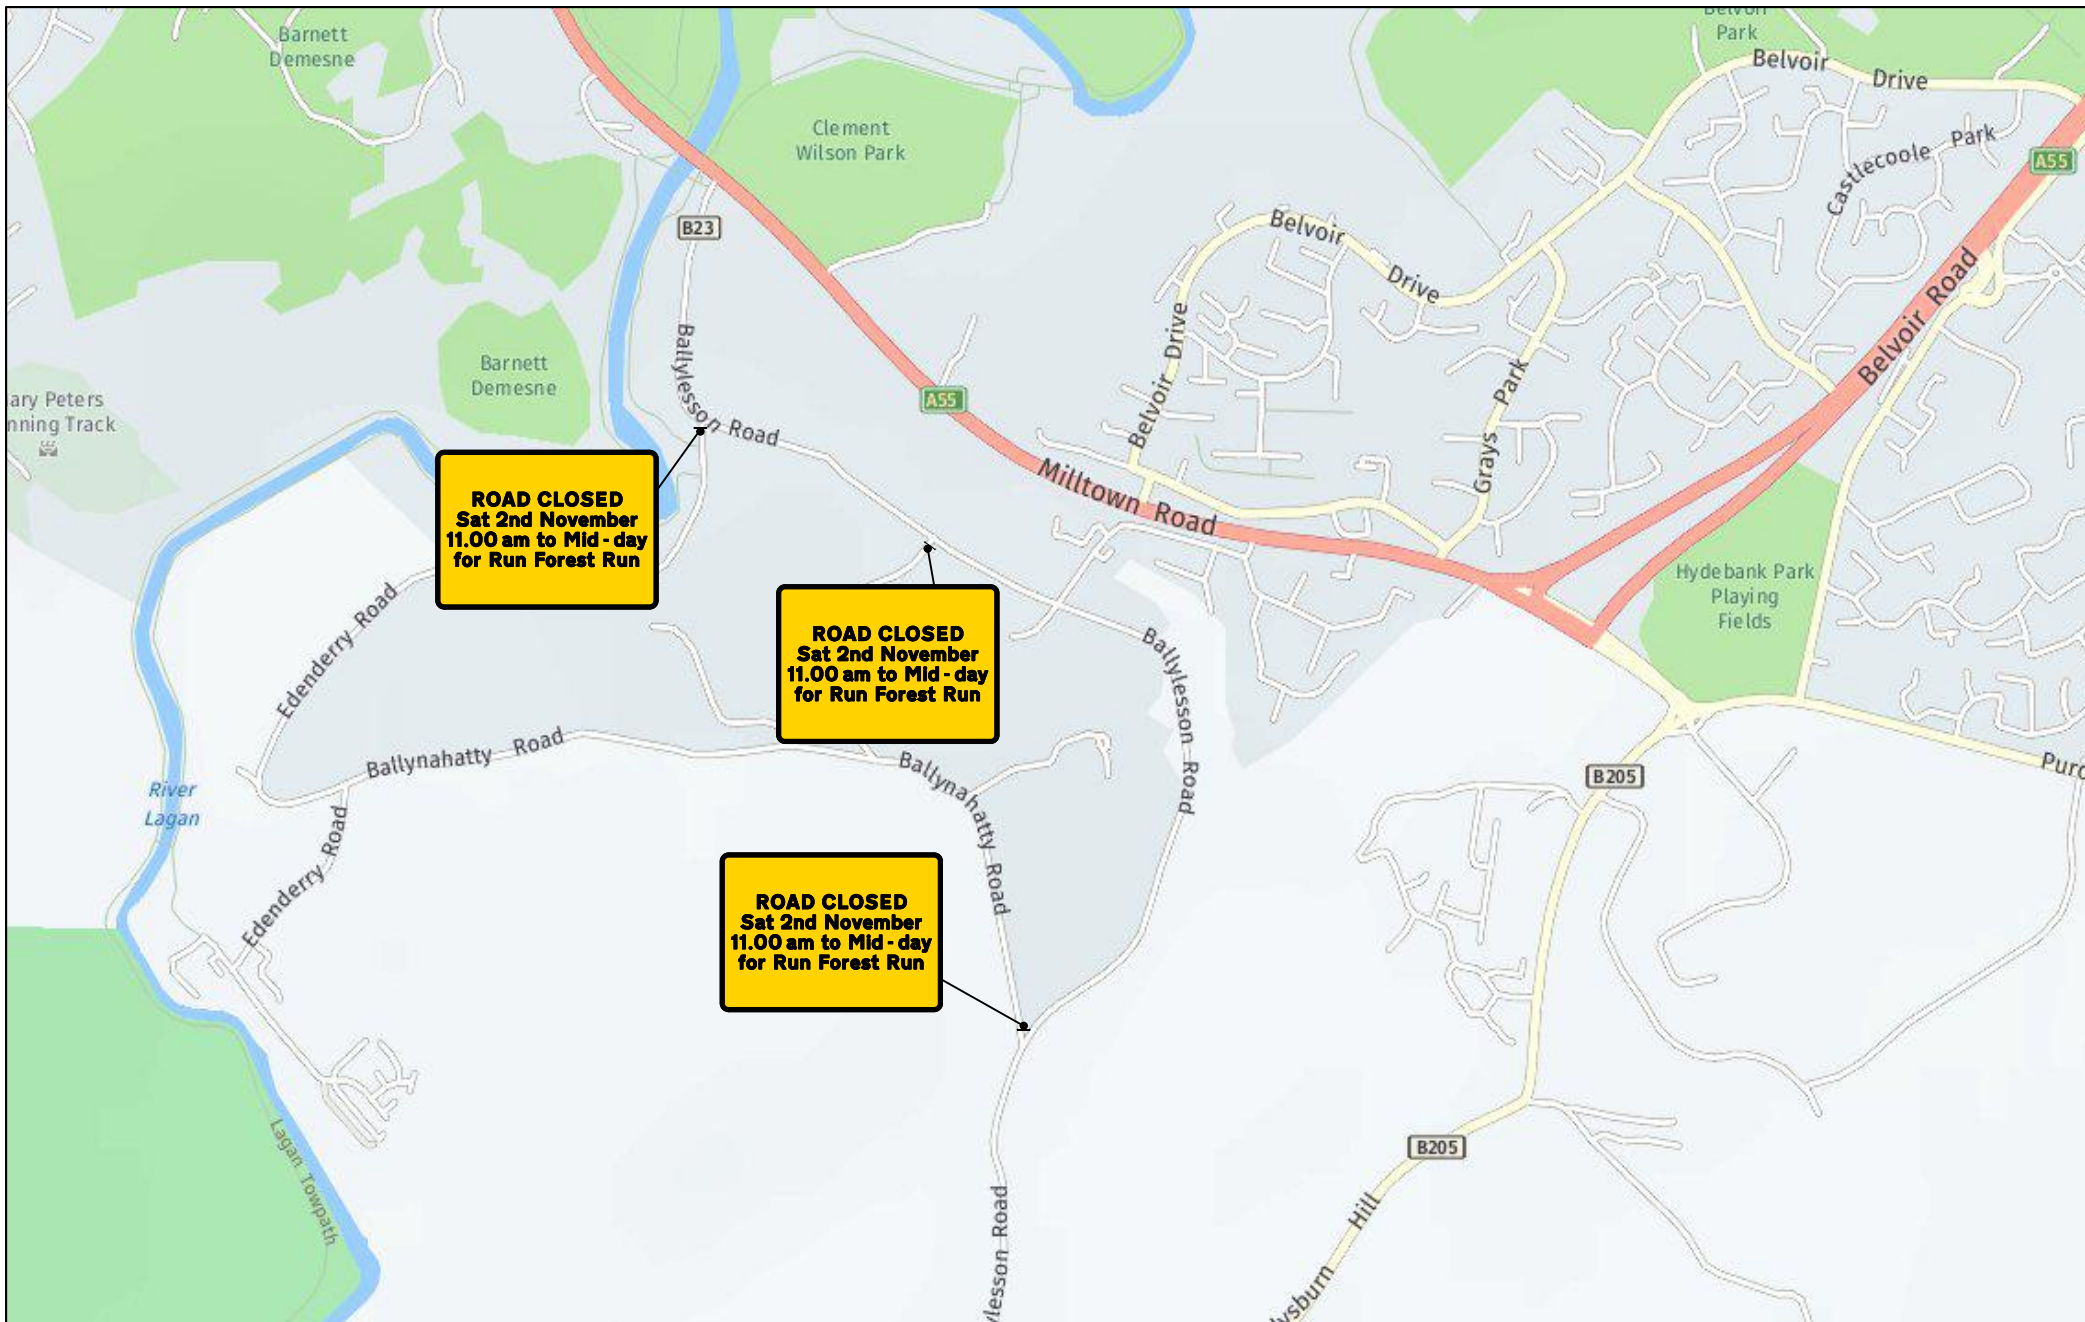 Barnett
Demesne
Belvoir
Park
Belvoir Drive
Clement
Wilson Park
Castlecoole Park
A55
B23
Belvoir Drive
Belvoir Road
Ballylesson Road
Barnett
Demesne
Belvoir Drive
Grays Park
A55
ary Peters
nning Track
Milltown Road
ROAD CLOSED
Sat 2nd November
11.00 am to Mid - day
for Run Forest Run
Hydebank Park
Playing
Fields
Edenderry Road
ROAD CLOSED
Sat 2nd November
11.00 am to Mid - day
for Run Forest Run
Ballylesson Road
Ballynahatty Road
Ballynahatty Road
B205
Purd
River
Lagan
Edenderry Road
ROAD CLOSED
Sat 2nd November
11.00 am to Mid - day
for Run Forest Run
Lagan Towpath
B205
ylesson Road
lysburn Hill